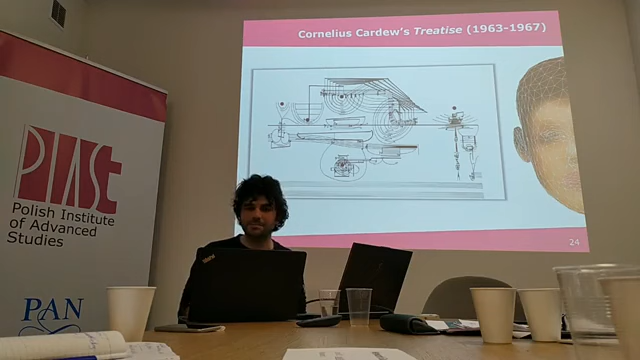 Cornelius Cardew's Treatise (1963-1967)
24
PIASt
Polish Institute
of Advanced
Studies
PAN